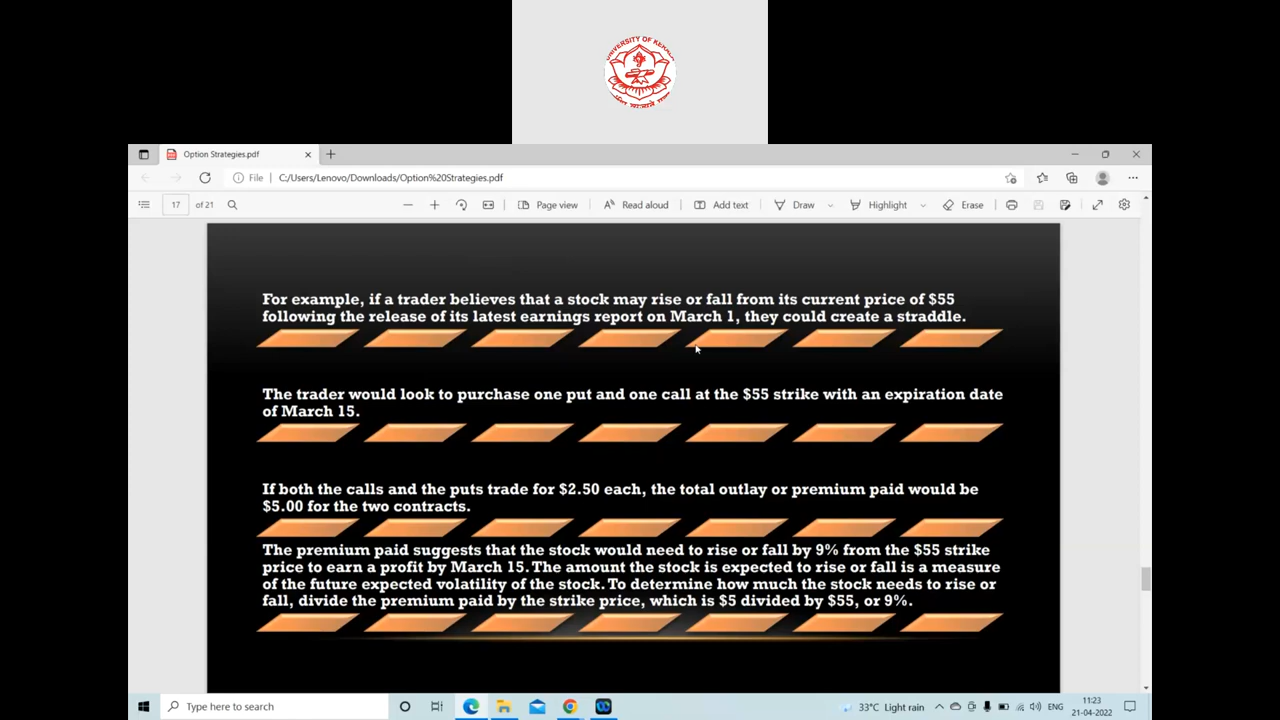 UNIVERSITY OF KERALA
Option Strategies.pdf
File
C:/Users/Lenovo/Downloads/Option%20Strategies.pdf
17 of 21
Page view
Read aloud
Add text
Draw
Highlight
Erase
For example, if a trader believes that a stock may rise or fall from its current price of $55
following the release of its latest earnings report on March 1, they could create a straddle.
The trader would look to purchase one put and one call at the $55 strike with an expiration date
of March 15.
If both the calls and the puts trade for $2.50 each, the total outlay or premium paid would be
$5.00 for the two contracts.
The premium paid suggests that the stock would need to rise or fall by 9% from the $55 strike
price to earn a profit by March 15. The amount the stock is expected to rise or fall is a measure
of the future expected volatility of the stock. To determine how much the stock needs to rise or
fall, divide the premium paid by the strike price, which is $5 divided by $55, or 9%.
Type here to search
33°C Light rain
ENG
11:23
21-04-2022